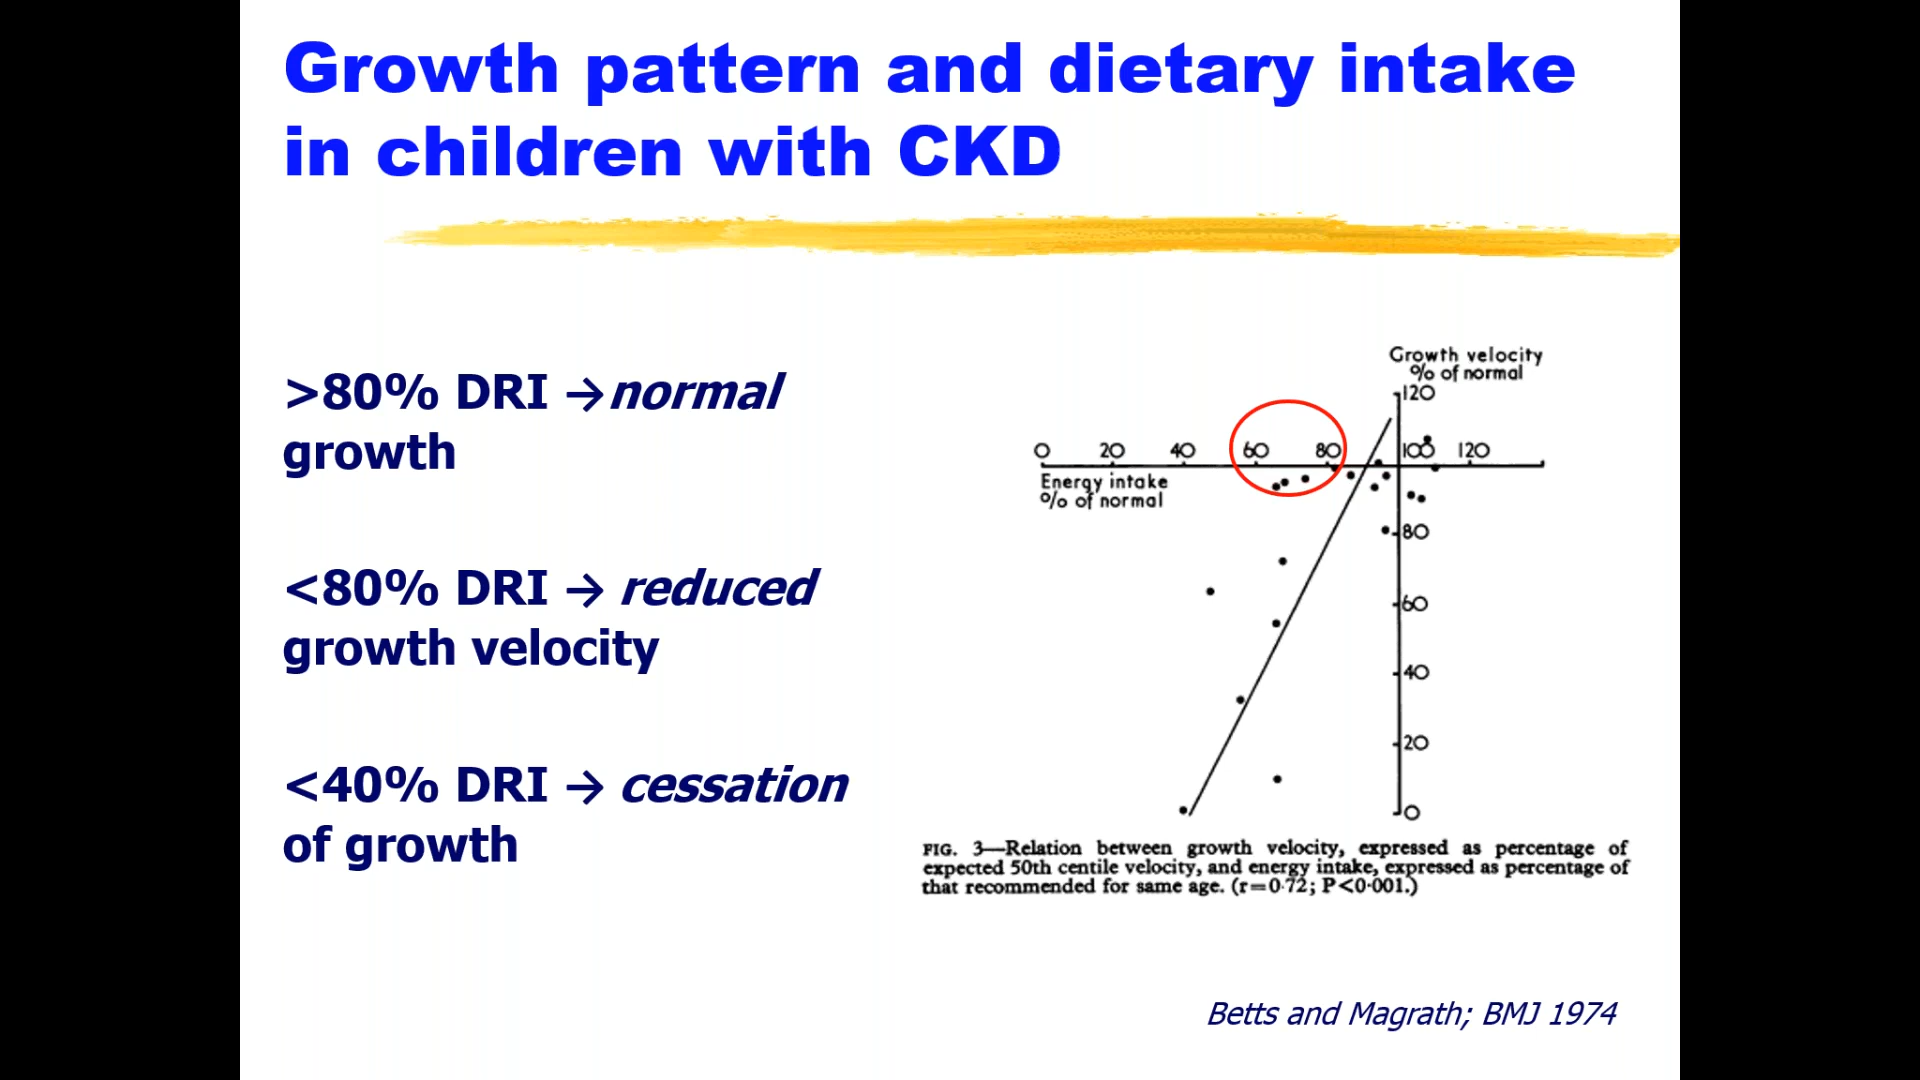 Growth pattern and dietary intake
in children with CKD
>80% DRI → normal
growth
<80% DRI → reduced
growth velocity
<40% DRI → cessation
of growth
Growth velocity
% of normal
120
0 20 40 60 80 100 120
Energy intake
% of normal
80
60
40
20
0
FIG. 3—Relation between growth velocity, expressed as percentage of
expected 50th centile velocity, and energy intake, expressed as percentage of
that recommended for same age. (r=0·72; P<0·001.)
Betts and Magrath; BMJ 1974